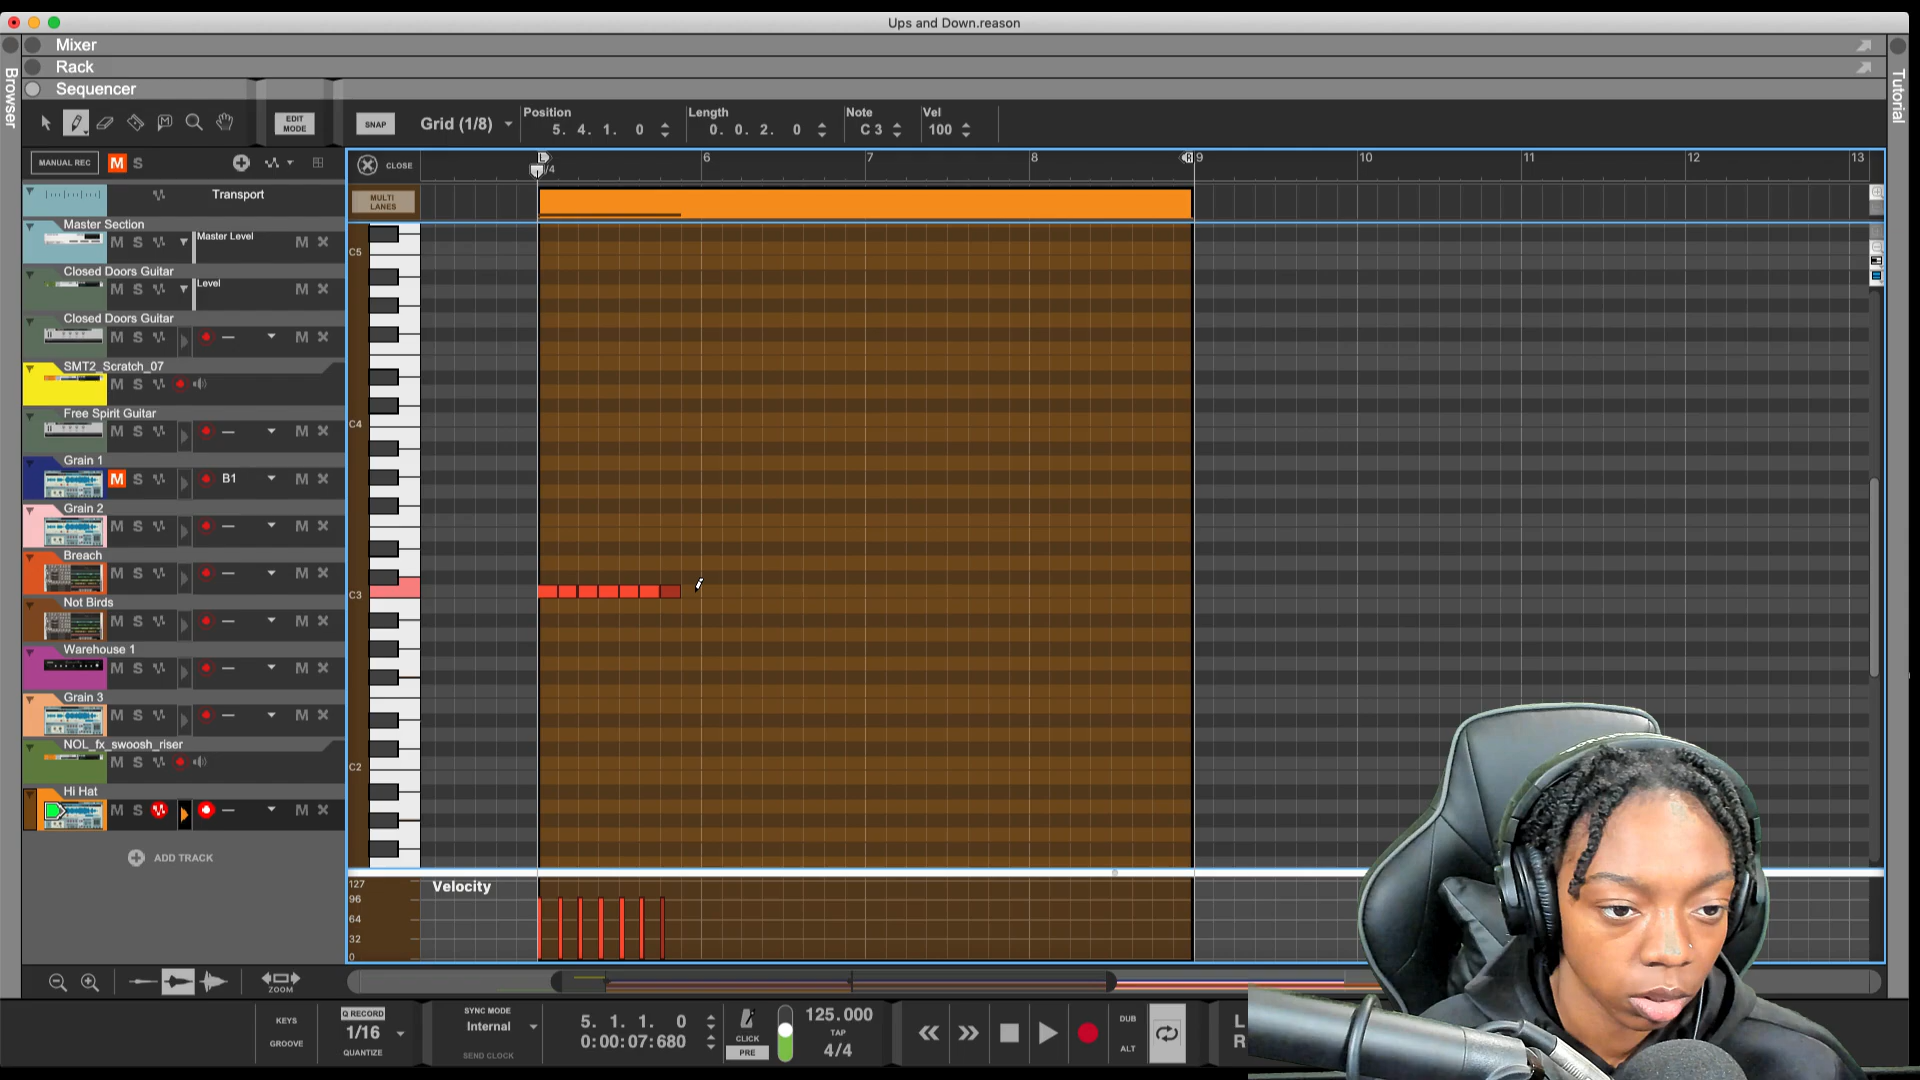 Ups and Down.reason
Browser
Mixer
Rack
Sequencer
Tutorial
EDIT MODE
SNAP
Grid (1/8)
Position
5. 4. 1. 0
Length
0. 0. 2. 0
Note
C 3
Vel
100
MANUAL REC
M S
CLOSE
L
/4
6
7
8
R
9
10
11
12
13
MULTI LANES
Transport
Master Section
M S
Master Level
M
Closed Doors Guitar
M S
Level
M
Closed Doors Guitar
M S
M
SMT2_Scratch_07
M S
Free Spirit Guitar
M S
M
Grain 1
M S
B1
M
Grain 2
M S
M
Breach
M S
M
Not Birds
M S
M
Warehouse 1
M S
M
Grain 3
M S
M
NOL_fx_swoosh_riser
M S
Hi Hat
M S
M
ADD TRACK
C5
C4
C3
C2
Velocity
127
96
64
32
0
ZOOM
KEYS
GROOVE
Q RECORD
1/16
QUANTIZE
SYNC MODE
Internal
SEND CLOCK
5. 1. 1. 0
0:00:07:680
CLICK
PRE
125.000
TAP
4/4
DUB
ALT
L
R